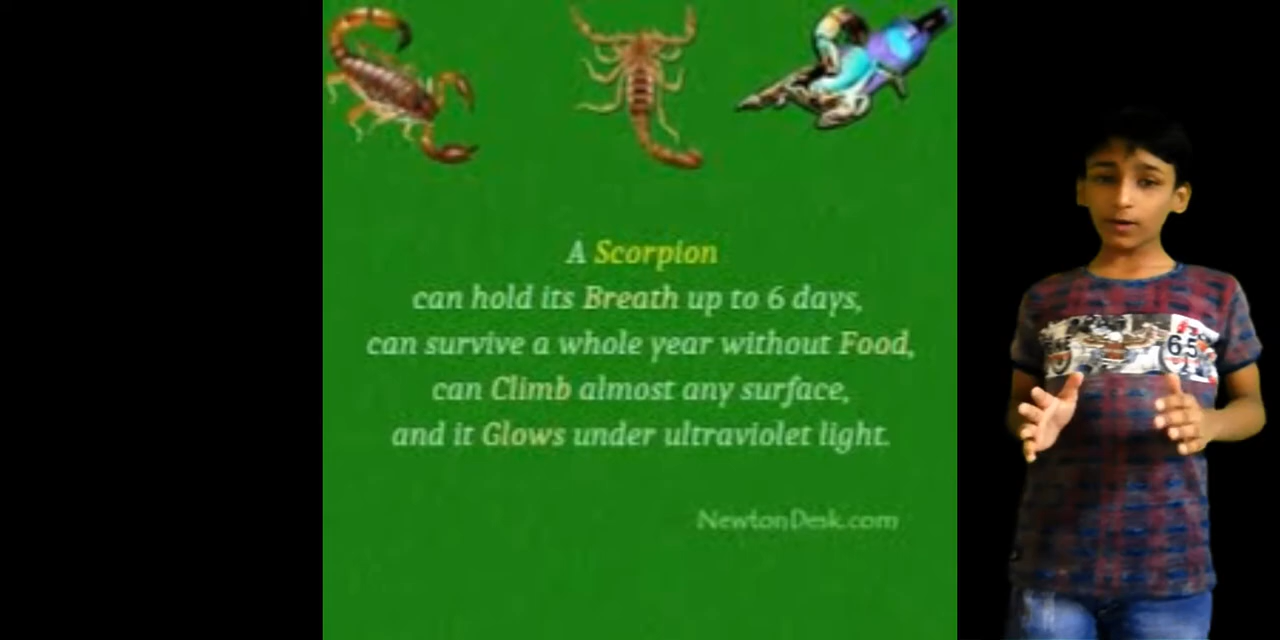 A Scorpion
can hold its Breath up to 6 days,
can survive a whole year without Food,
can Climb almost any surface,
and it Glows under ultraviolet light.
NewtonDesk.com
65